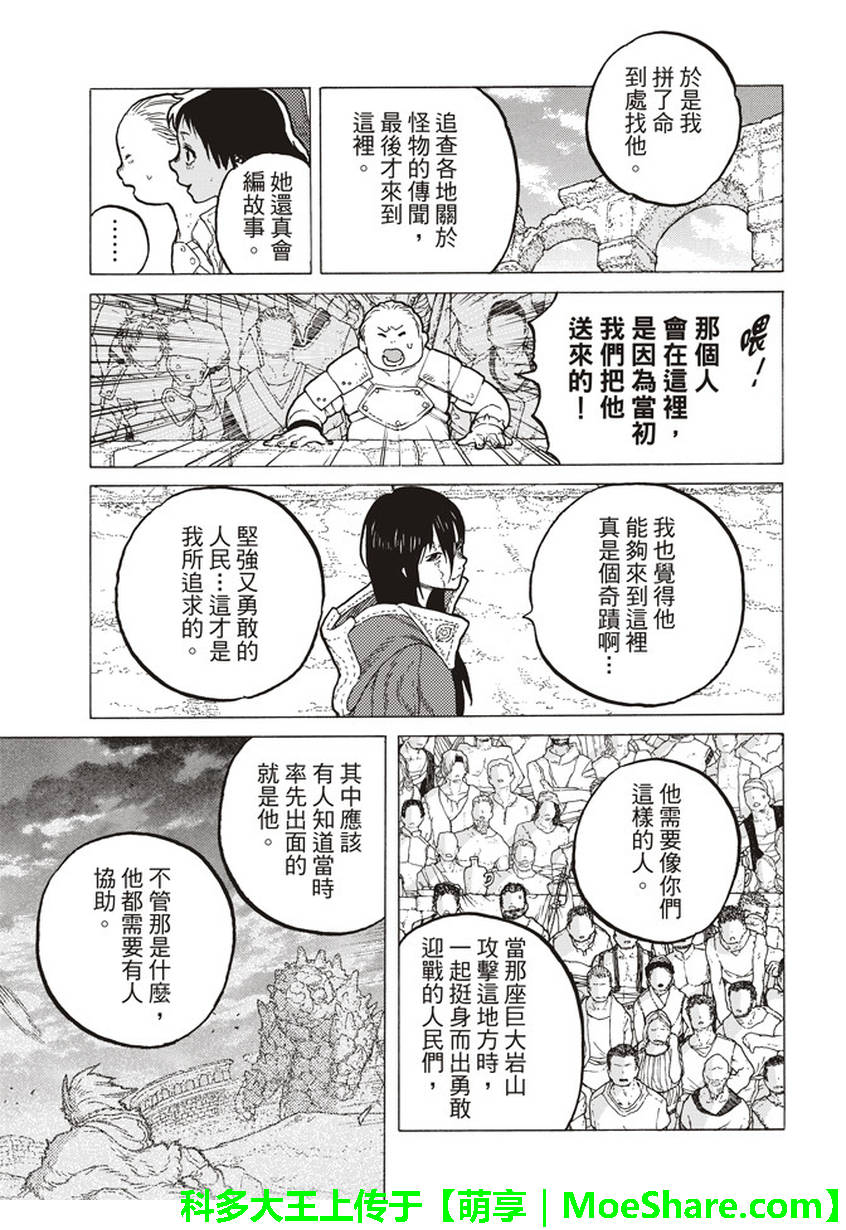 於是我
拼了命
到處找他。
追查各地關於
怪物的傳聞，
最後才來到
這裡。
她還真會
編故事。
……
喂！
那個人
會在這裡，
是因為當初
我們把他
送來的！
我也覺得他
能夠來到這裡
真是個奇蹟啊…
堅強又勇敢的
人民…這才是
我所追求的。
他需要像你們
這樣的人。
當那座巨大岩山
攻擊這地方時，
一起挺身而出勇敢
迎戰的人民們，
其中應該
有人知道當時
率先出面的
就是他。
不管那是什麼，
他都需要有人
協助。
科多大王上传于【萌享｜MoeShare.com】